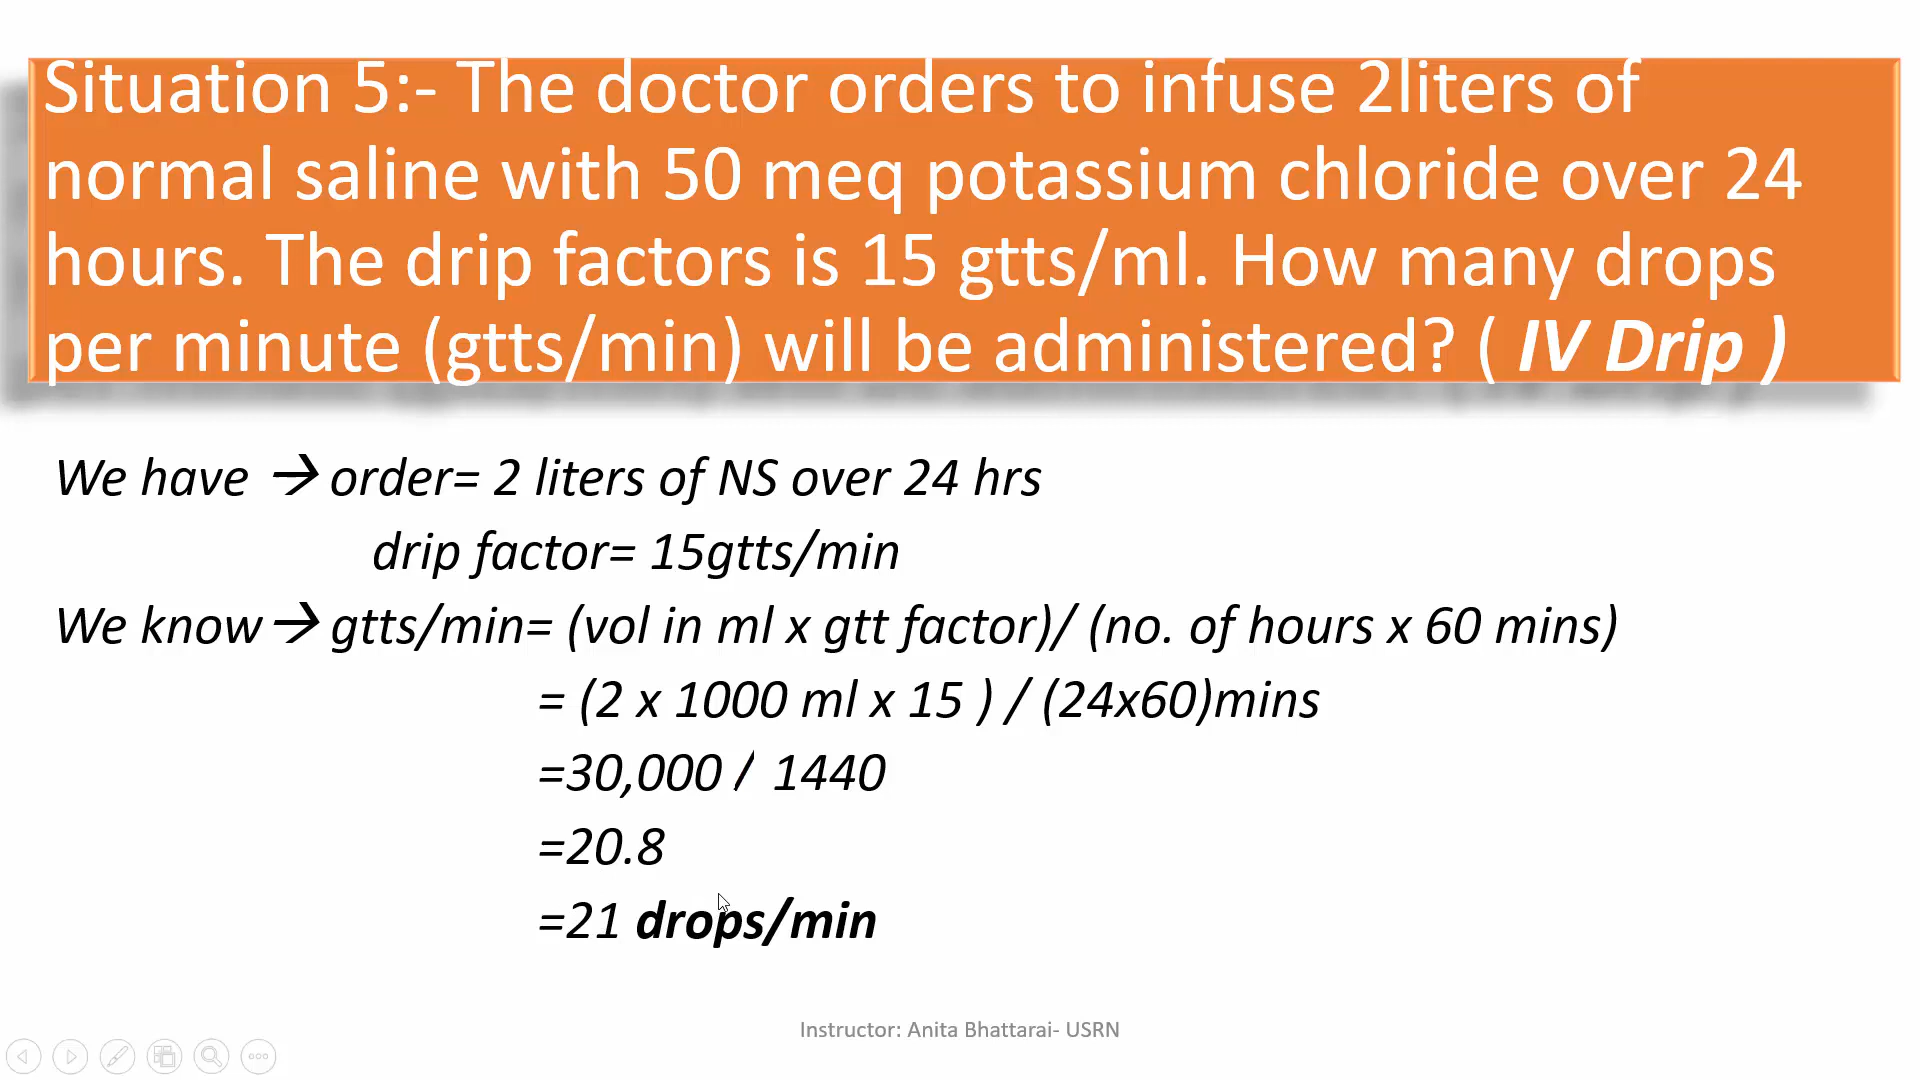 Situation 5:- The doctor orders to infuse 2liters of
normal saline with 50 meq potassium chloride over 24
hours. The drip factors is 15 gtts/ml. How many drops
per minute (gtts/min) will be administered? ( IV Drip )
We have → order= 2 liters of NS over 24 hrs
drip factor= 15gtts/min
We know→ gtts/min= (vol in ml x gtt factor)/ (no. of hours x 60 mins)
= (2 x 1000 ml x 15 ) / (24x60)mins
=30,000 / 1440
=20.8
=21 drops/min
Instructor: Anita Bhattarai- USRN